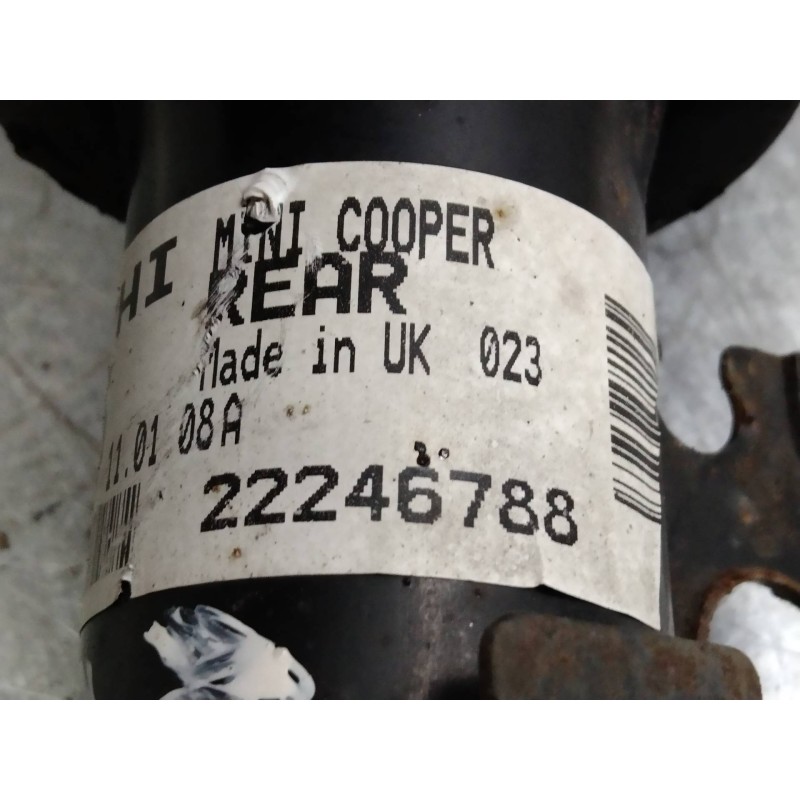 HI MINI COOPER
REAR
Made in UK 023
11.01 08A
22246788